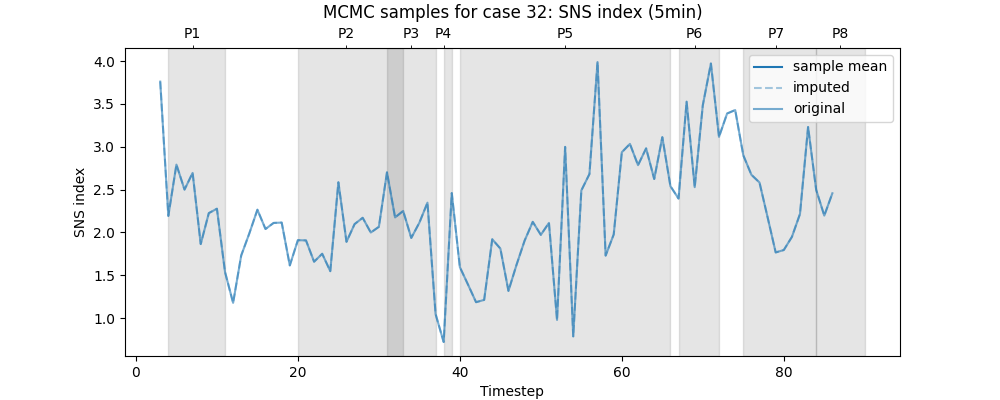 MCMC samples for case 32: SNS index (5min)
P1 P2 P3 P4 P5 P6 P7 P8
sample mean
imputed
original
4.0
3.5
3.0
2.5
2.0
1.5
1.0
SNS index
0 20 40 60 80
Timestep